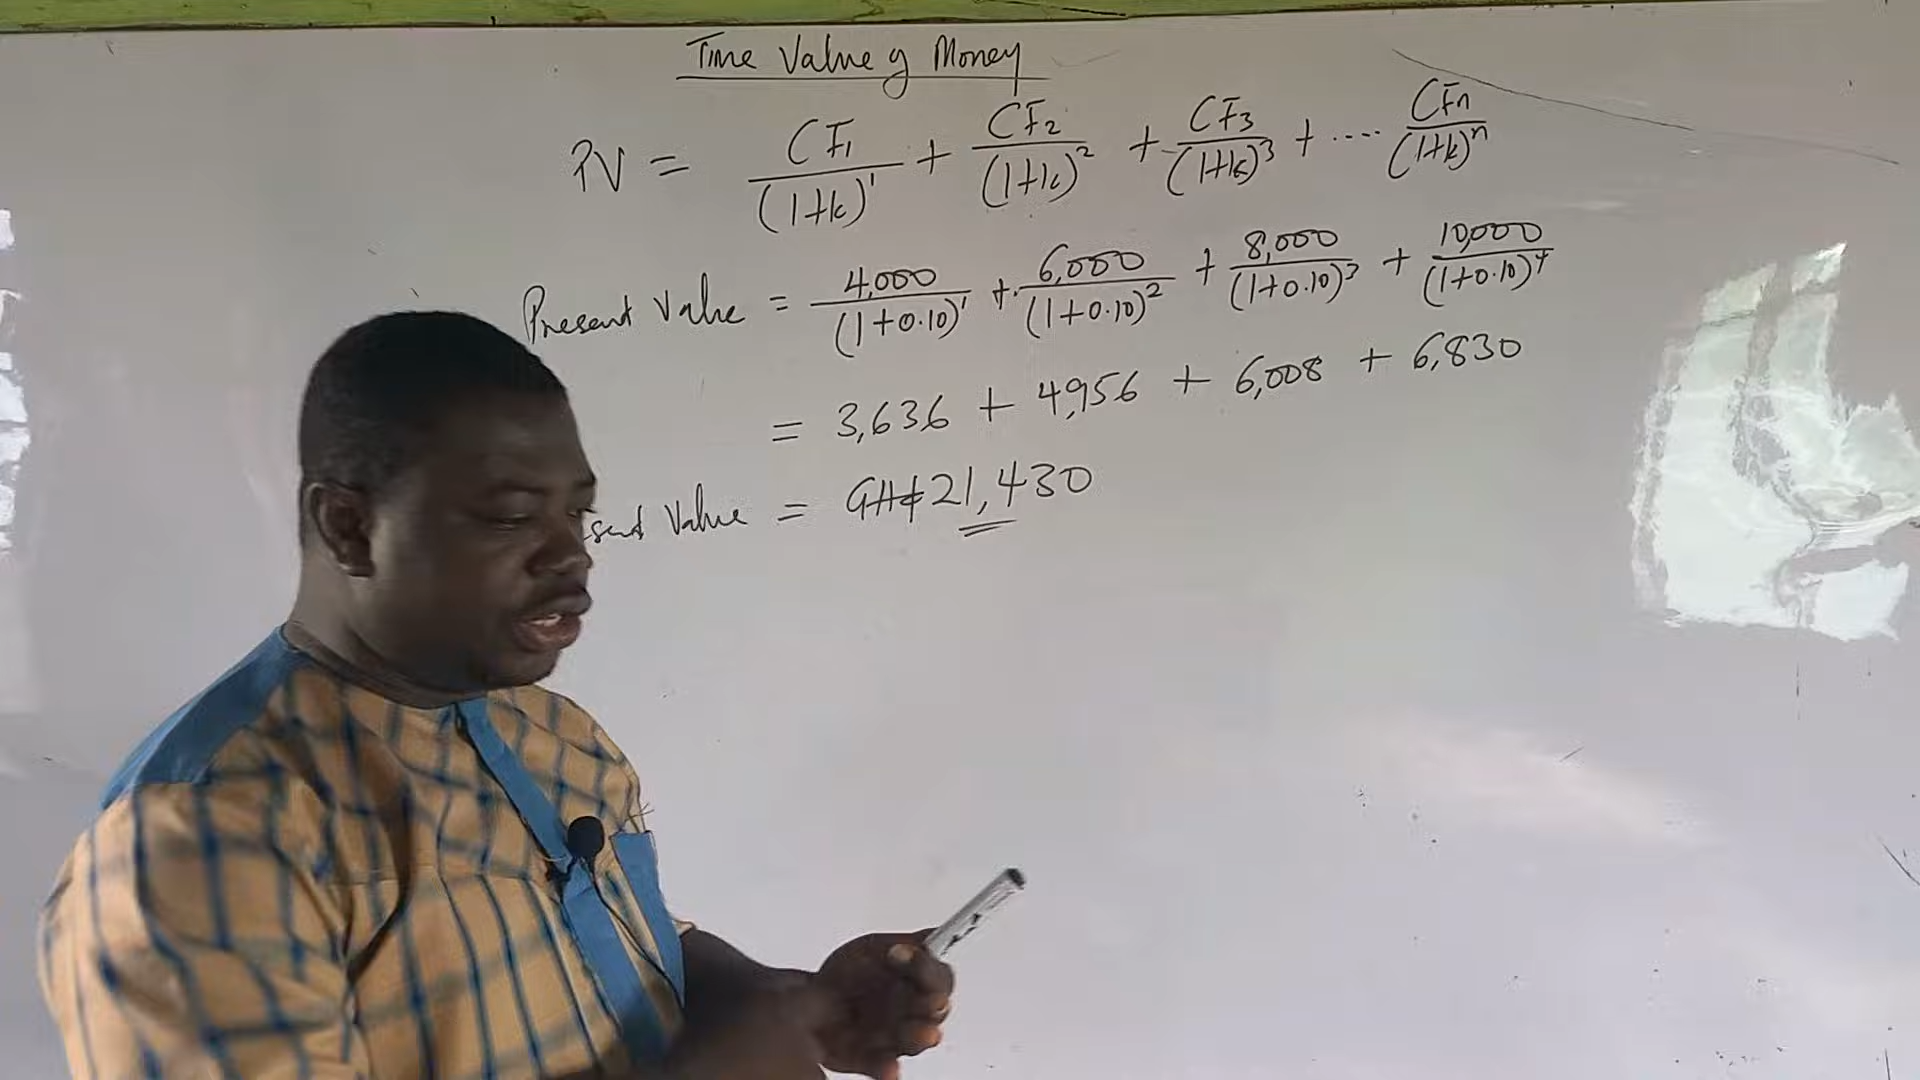 Time Value of Money
PV = CF1/(1+k)^1 + CF2/(1+k)^2 + CF3/(1+k)^3 + .... CFn/(1+k)^n
Present Value = 4,000/(1+0.10)^1 + 6,000/(1+0.10)^2 + 8,000/(1+0.10)^3 + 10,000/(1+0.10)^4
= 3,636 + 4,956 + 6,008 + 6,830
sent Value = GH¢21,430